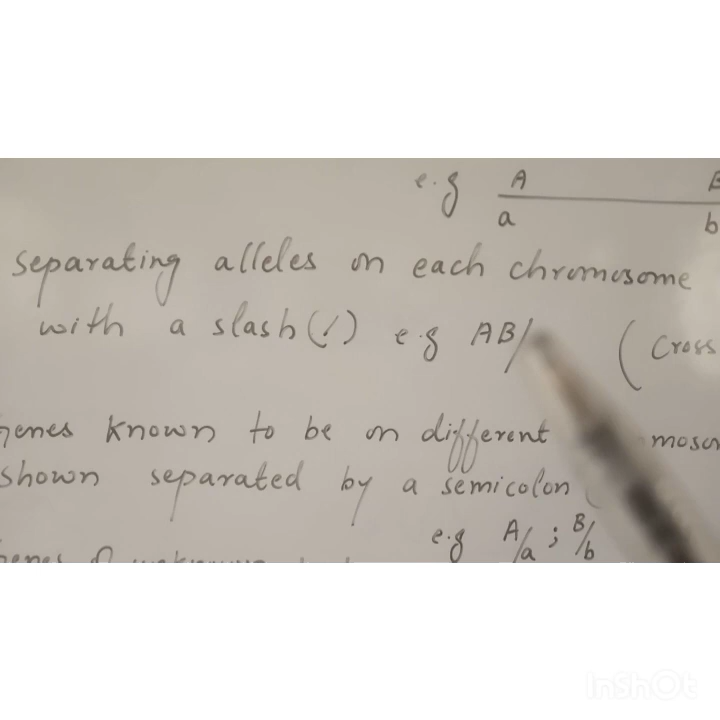 e.g A B
a b
separating alleles on each chromosome
with a slash (/) e.g AB/ (Cross
genes known to be on different
shown separated by a semicolon (
e.g A/a ; B/b
InShOt